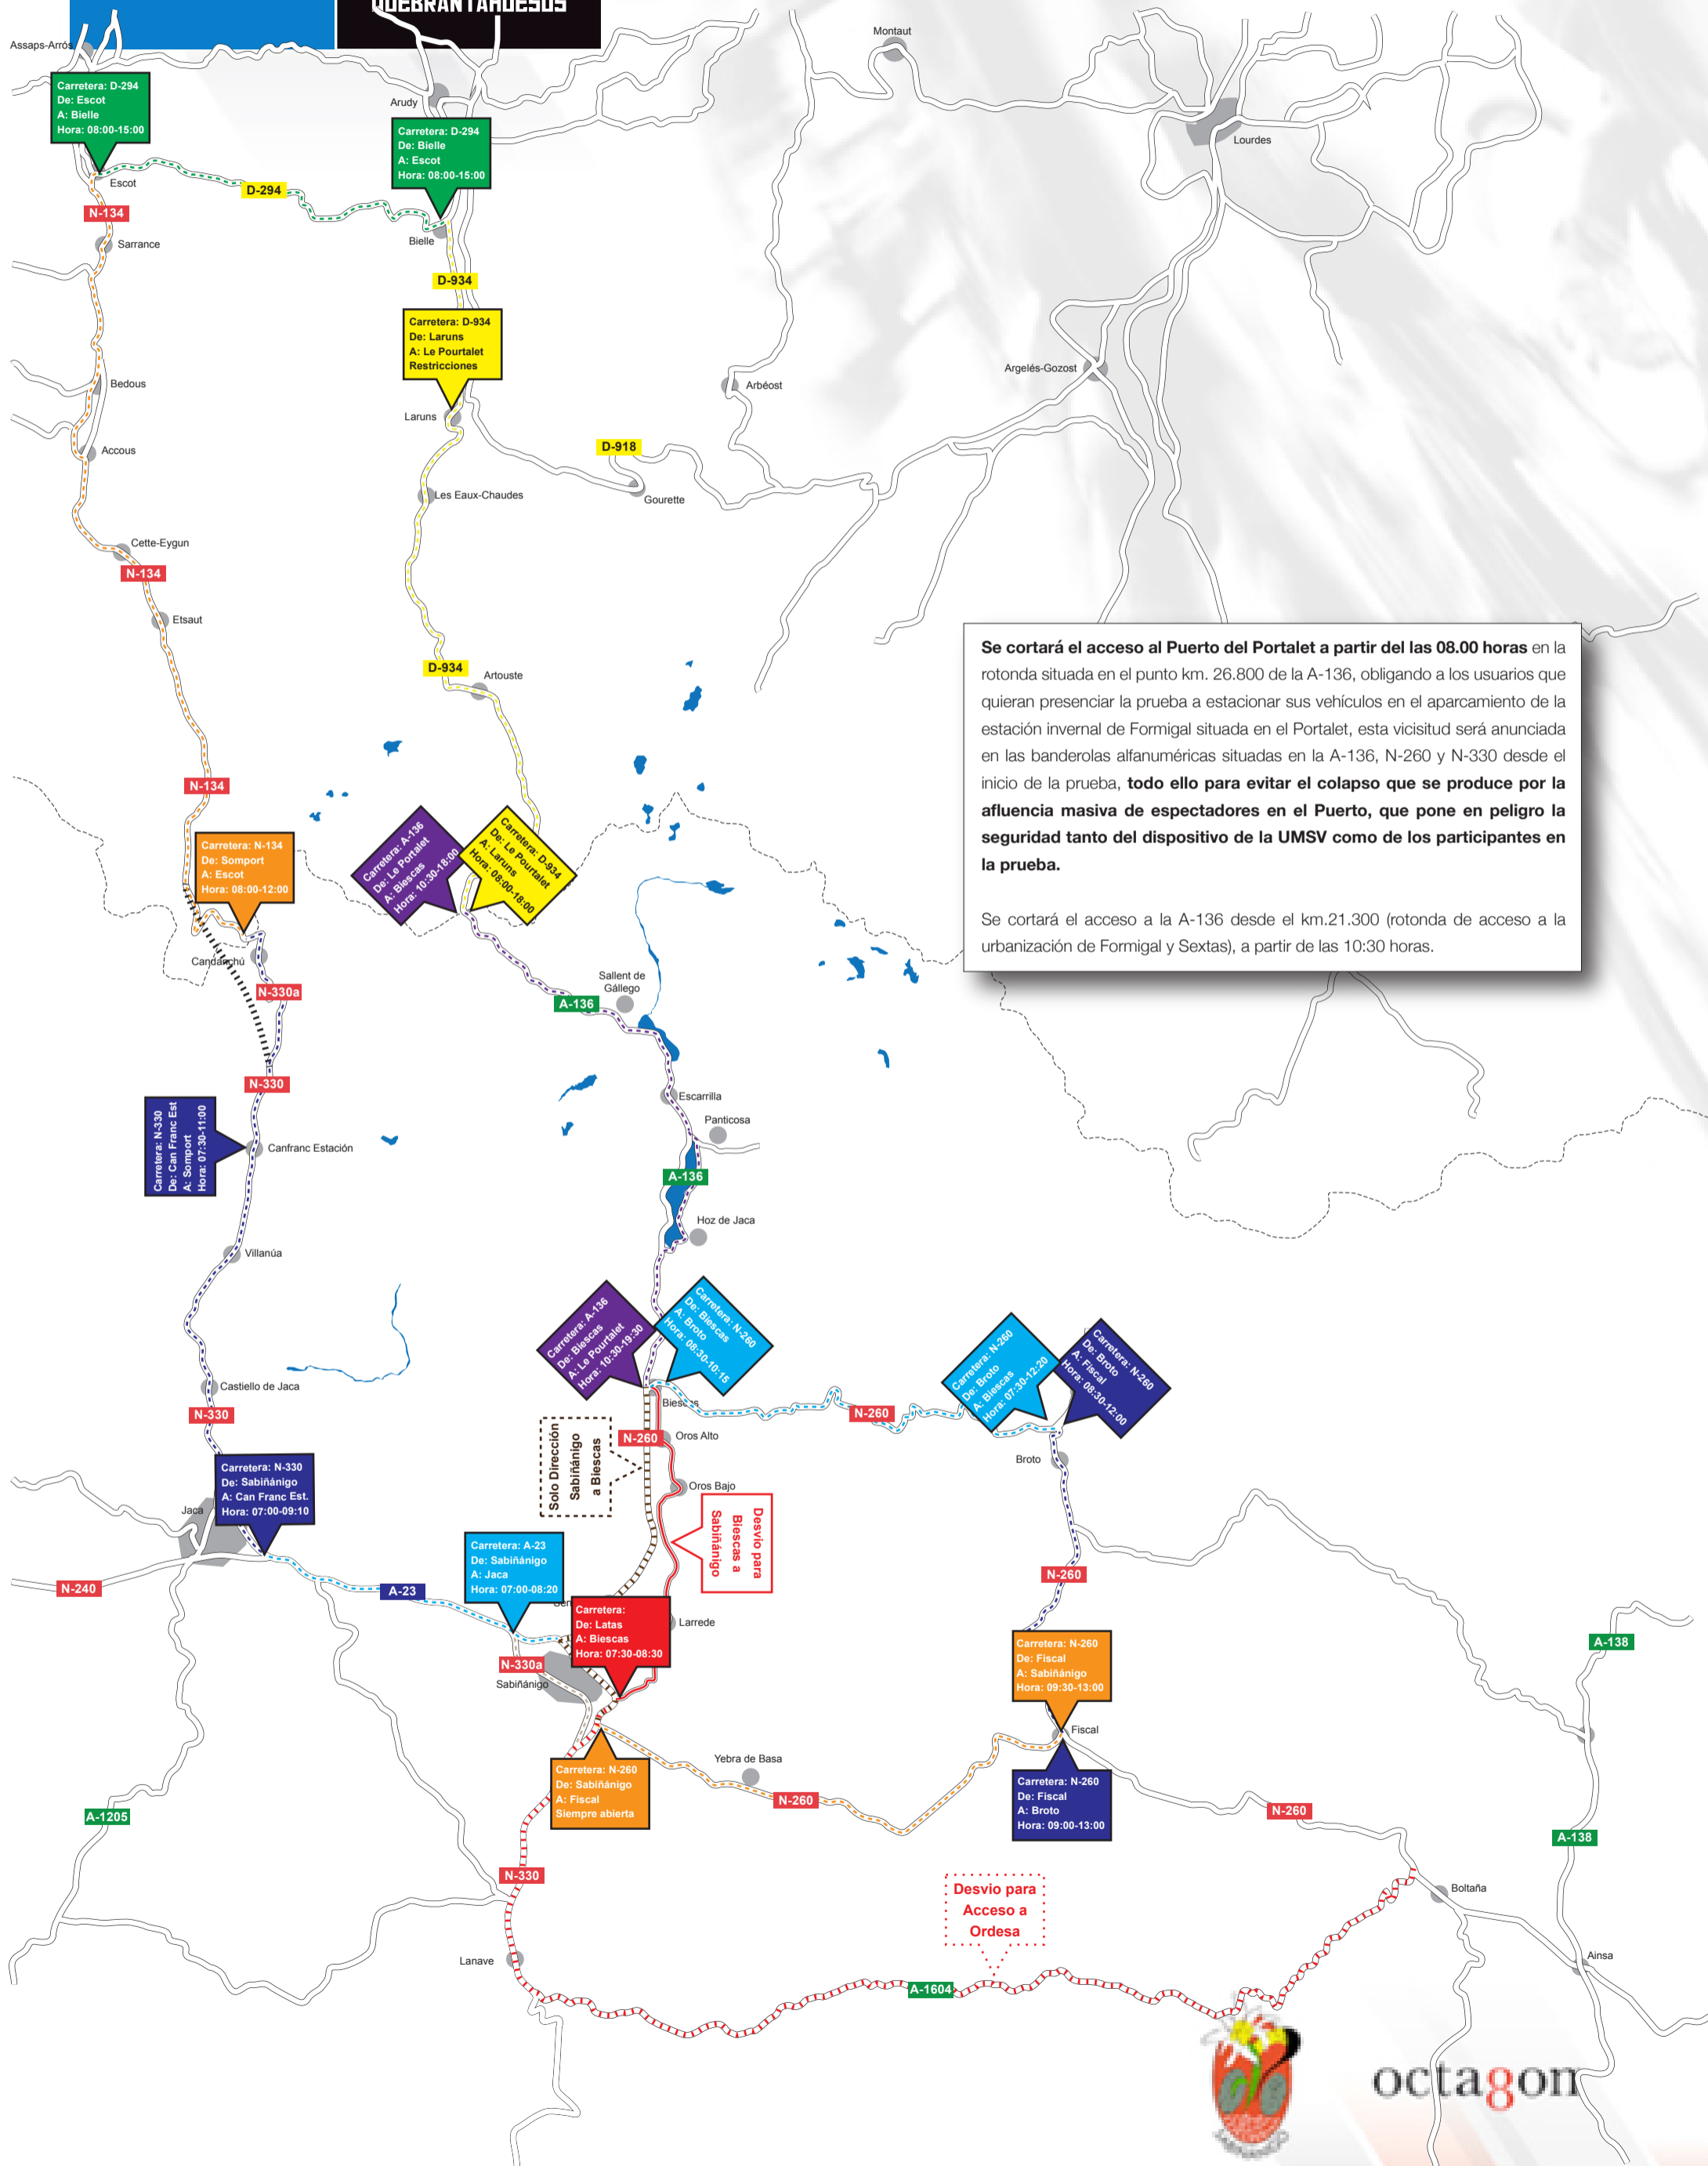 QUEBRANTAHUESOS
Assaps-Arrós
Montaut
Carretera: D-294
De: Escot
A: Bielle
Hora: 08:00-15:00
Arudy
Carretera: D-294
De: Bielle
A: Escot
Hora: 08:00-15:00
Lourdes
Escot
D-294
N-134
Bielle
Sarrance
D-934
Carretera: D-934
De: Laruns
A: Le Pourtalet
Restricciones
Argelés-Gozost
Bedous
Arbéost
Laruns
Accous
D-918
Les Eaux-Chaudes
Gourette
Cette-Eygun
N-134
Etsaut
Se cortará el acceso al Puerto del Portalet a partir del las 08.00 horas en la
rotonda situada en el punto km. 26.800 de la A-136, obligando a los usuarios que
quieran presenciar la prueba a estacionar sus vehículos en el aparcamiento de la
estación invernal de Formigal situada en el Portalet, esta vicisitud será anunciada
en las banderolas alfanuméricas situadas en la A-136, N-260 y N-330 desde el
inicio de la prueba, todo ello para evitar el colapso que se produce por la
afluencia masiva de espectadores en el Puerto, que pone en peligro la
seguridad tanto del dispositivo de la UMSV como de los participantes en
la prueba.
Se cortará el acceso a la A-136 desde el km.21.300 (rotonda de acceso a la
urbanización de Formigal y Sextas), a partir de las 10:30 horas.
D-934
Artouste
N-134
Carretera: N-134
De: Somport
A: Escot
Hora: 08:00-12:00
Carretera: A-136
De: Le Portalet
A: Biescas
Hora: 10:30-18:00
Carretera: D-934
De: Le Pourtalet
A: Laruns
Hora: 08:00-18:00
Candanchú
N-330a
Sallent de
Gállego
A-136
N-330
Escarrilla
Carretera: N-330
De: Can Franc Est
A: Somport
Hora: 07:30-11:00
Panticosa
Canfranc Estación
A-136
Hoz de Jaca
Villanúa
Carretera: A-136
De: Biescas
A: Le Pourtalet
Hora: 10:30-19:30
Carretera: N-260
De: Biescas
A: Broto
Hora: 08:30-10:15
Carretera: N-260
De: Broto
A: Biescas
Hora: 07:30-12:20
Carretera: N-260
De: Broto
A: Fiscal
Hora: 08:30-12:00
Castiello de Jaca
Biescas
N-330
N-260
N-260
Oros Alto
Solo Dirección
Sabiñánigo
a Biescas
Broto
Carretera: N-330
De: Sabiñánigo
A: Can Franc Est.
Hora: 07:00-09:10
Oros Bajo
Jaca
Desvio para
Biescas a
Sabiñánigo
Carretera: A-23
De: Sabiñánigo
A: Jaca
Hora: 07:00-08:20
N-240
A-23
N-260
Carretera:
De: Latas
A: Biescas
Hora: 07:30-08:30
Larrede
Carretera: N-260
De: Fiscal
A: Sabiñánigo
Hora: 09:30-13:00
A-138
N-330a
Sabiñánigo
Fiscal
Yebra de Basa
Carretera: N-260
De: Sabiñánigo
A: Fiscal
Siempre abierta
Carretera: N-260
De: Fiscal
A: Broto
Hora: 09:00-13:00
N-260
A-1205
N-260
A-138
N-330
Desvio para
Acceso a
Ordesa
Boltaña
Lanave
Ainsa
A-1604
octagon